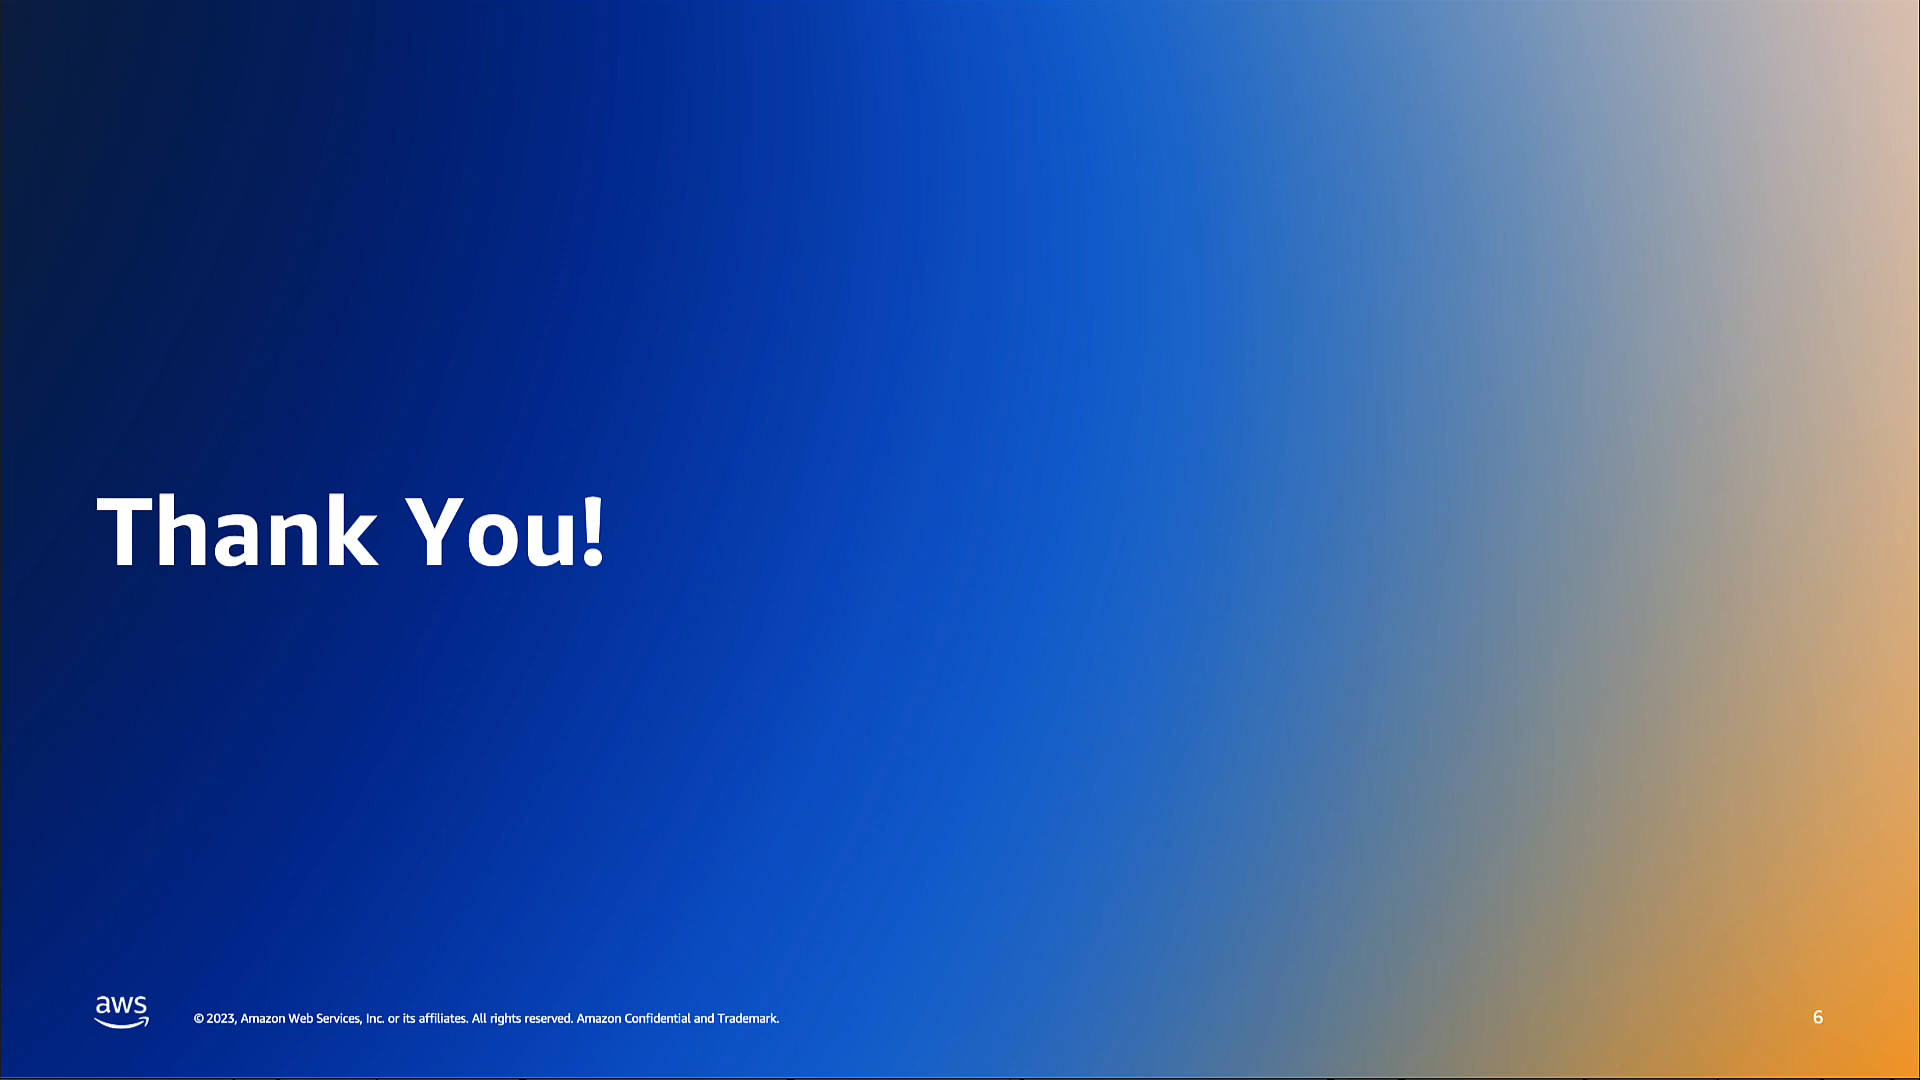 Thank You!
aws
© 2023, Amazon Web Services, Inc. or its affiliates. All rights reserved. Amazon Confidential and Trademark.
6